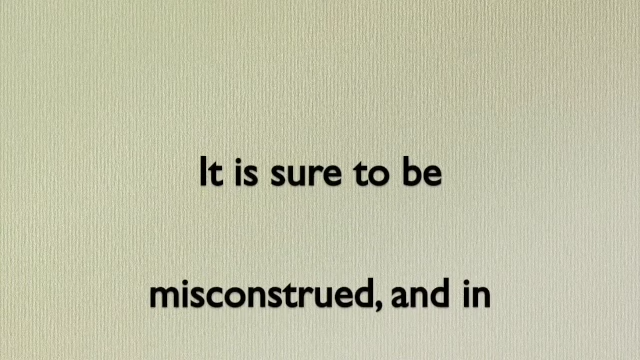 It is sure to be
misconstrued, and in